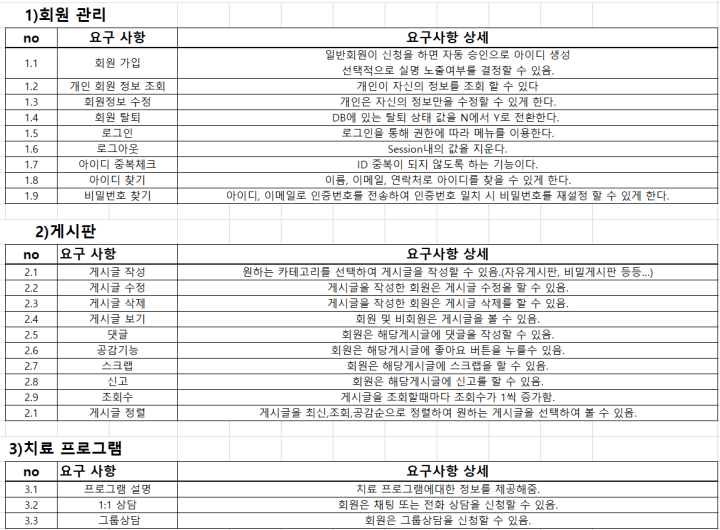 1)회원 관리
no 요구 사항 요구사항 상세
1.1 회원 가입 일반회원이 신청을 하면 자동 승인으로 아이디 생성
선택적으로 실명 노출여부를 결정할 수 있음.
1.2 개인 회원 정보 조회 개인이 자신의 정보를 조회 할 수 있다
1.3 회원정보 수정 개인은 자신의 정보만을 수정할 수 있게 한다.
1.4 회원 탈퇴 DB에 있는 탈퇴 상태 값을 N에서 Y로 전환한다.
1.5 로그인 로그인을 통해 권한에 따라 메뉴를 이용한다.
1.6 로그아웃 Session내의 값을 지운다.
1.7 아이디 중복체크 ID 중복이 되지 않도록 하는 기능이다.
1.8 아이디 찾기 이름, 이메일, 연락처로 아이디를 찾을 수 있게 한다.
1.9 비밀번호 찾기 아이디, 이메일로 인증번호를 전송하여 인증번호 일치 시 비밀번호를 재설정 할 수 있게 한다.
2)게시판
no 요구 사항 요구사항 상세
2.1 게시글 작성 원하는 카테고리를 선택하여 게시글을 작성할 수 있음.(자유게시판, 비밀게시판 등등...)
2.2 게시글 수정 게시글을 작성한 회원은 게시글 수정을 할 수 있음.
2.3 게시글 삭제 게시글을 작성한 회원은 게시글 삭제를 할 수 있음.
2.4 게시글 보기 회원 및 비회원은 게시글을 볼 수 있음.
2.5 댓글 회원은 해당게시글에 댓글을 작성할 수 있음.
2.6 공감기능 회원은 해당게시글에 좋아요 버튼을 누를수 있음.
2.7 스크랩 회원은 해당게시글에 스크랩을 할 수 있음.
2.8 신고 회원은 해당게시글에 신고를 할 수 있음.
2.9 조회수 게시글을 조회할때마다 조회수가 1씩 증가함.
2.1 게시글 정렬 게시글을 최신,조회,공감순으로 정렬하여 원하는 게시글을 선택하여 볼 수 있음.
3)치료 프로그램
no 요구 사항 요구사항 상세
3.1 프로그램 설명 치료 프로그램에대한 정보를 제공해줌.
3.2 1:1 상담 회원은 채팅 또는 전화 상담을 신청할 수 있음.
3.3 그룹상담 회원은 그룹상담을 신청할 수 있음.